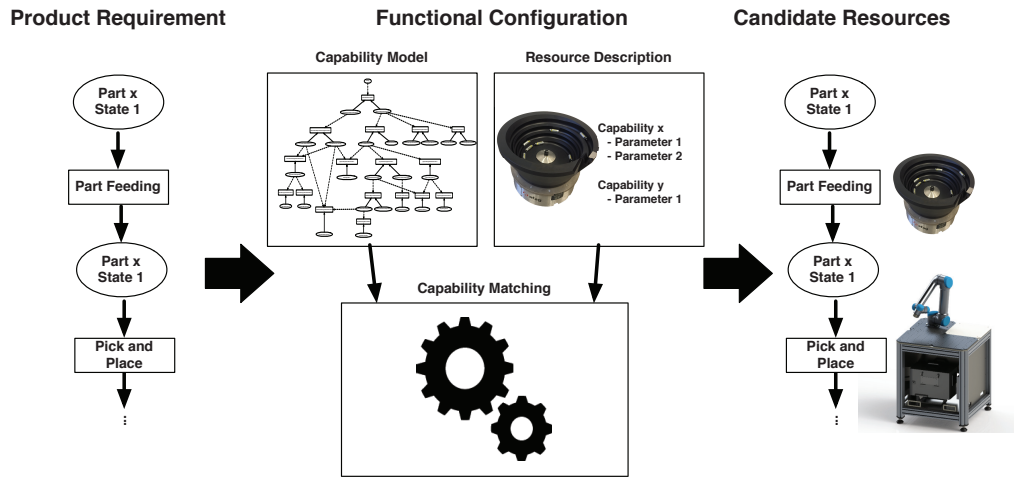 Product Requirement
Functional Configuration
Candidate Resources
Part x
State 1
Part Feeding
Part x
State 1
Pick and
Place
...
Capability Model
Resource Description
Capability x
- Parameter 1
- Parameter 2
Capability y
- Parameter 1
Capability Matching
Part x
State 1
Part Feeding
Part x
State 1
Pick and
Place
...